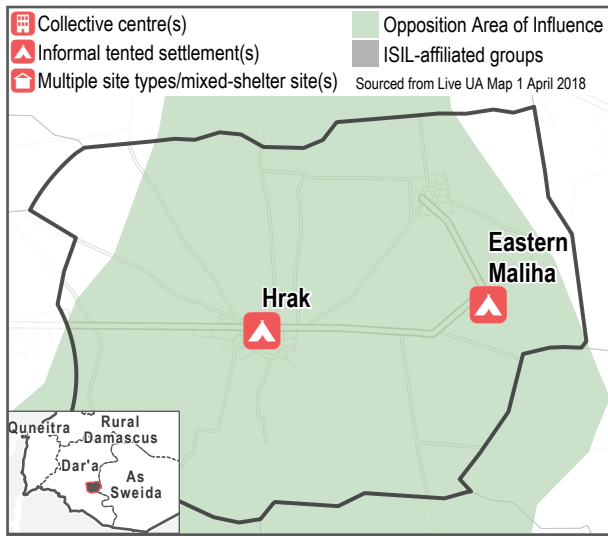 Collective centre(s)
Informal tented settlement(s)
Multiple site types/mixed-shelter site(s)
Opposition Area of Influence
ISIL-affiliated groups
Sourced from Live UA Map 1 April 2018
Eastern
Maliha
Hrak
Quneitra
Rural
Damascus
Dar'a
As
Sweida